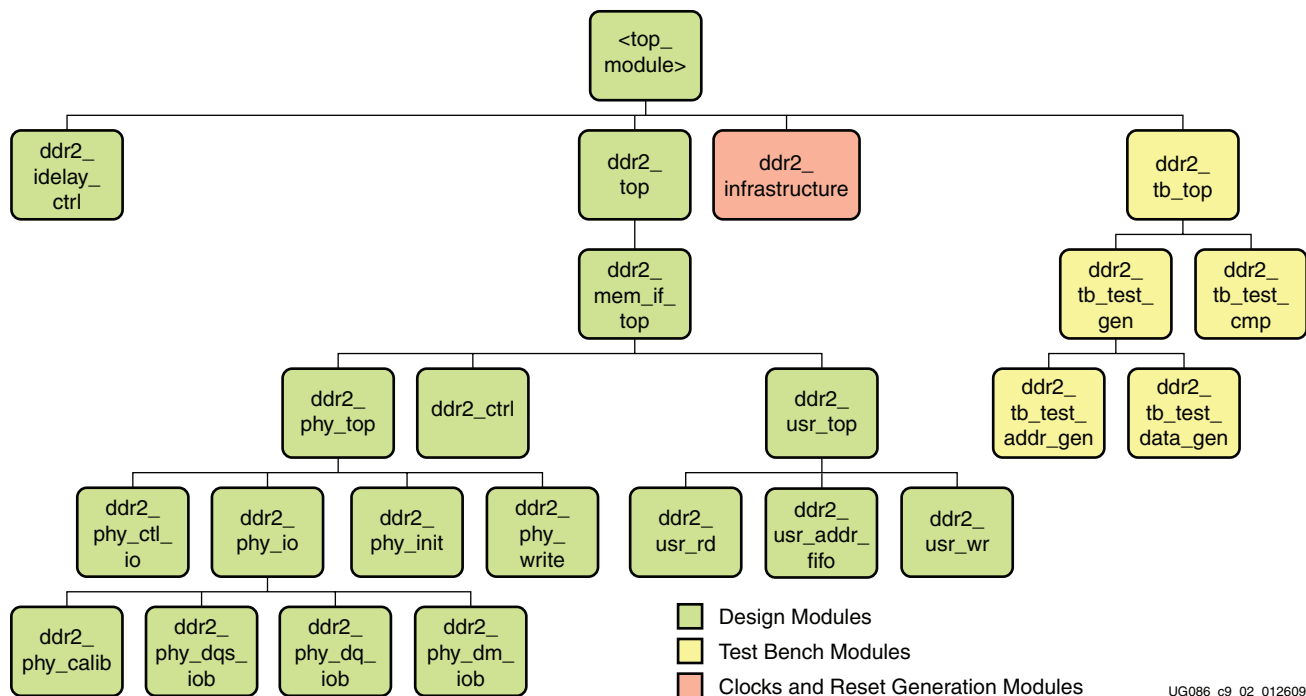 <top_
module>
ddr2_
idelay_
ctrl
ddr2_
top
ddr2_
infrastructure
ddr2_
tb_top
ddr2_
mem_if_
top
ddr2_
tb_test_
gen
ddr2_
tb_test_
cmp
ddr2_
phy_top
ddr2_ctrl
ddr2_
usr_top
ddr2_
tb_test_
addr_gen
ddr2_
tb_test_
data_gen
ddr2_
phy_ctl_
io
ddr2_
phy_io
ddr2_
phy_init
ddr2_
phy_
write
ddr2_
usr_rd
ddr2_
usr_addr_
fifo
ddr2_
usr_wr
ddr2_
phy_calib
ddr2_
phy_dqs_
iob
ddr2_
phy_dq_
iob
ddr2_
phy_dm_
iob
Design Modules
Test Bench Modules
Clocks and Reset Generation Modules
UG086_c9_02_012609